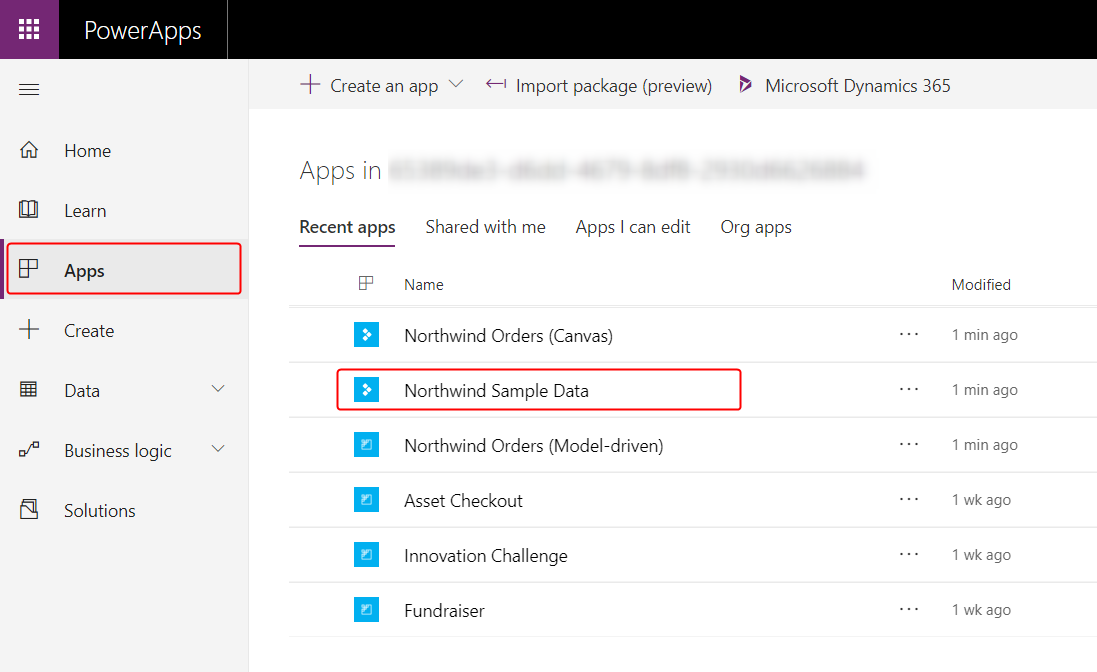 PowerApps
Create an app
Import package (preview)
Microsoft Dynamics 365
Home
Learn
Apps
Create
Data
Business logic
Solutions
Apps in
Recent apps
Shared with me
Apps I can edit
Org apps
Name Modified
Northwind Orders (Canvas) ... 1 min ago
Northwind Sample Data ... 1 min ago
Northwind Orders (Model-driven) ... 1 min ago
Asset Checkout ... 1 wk ago
Innovation Challenge ... 1 wk ago
Fundraiser ... 1 wk ago